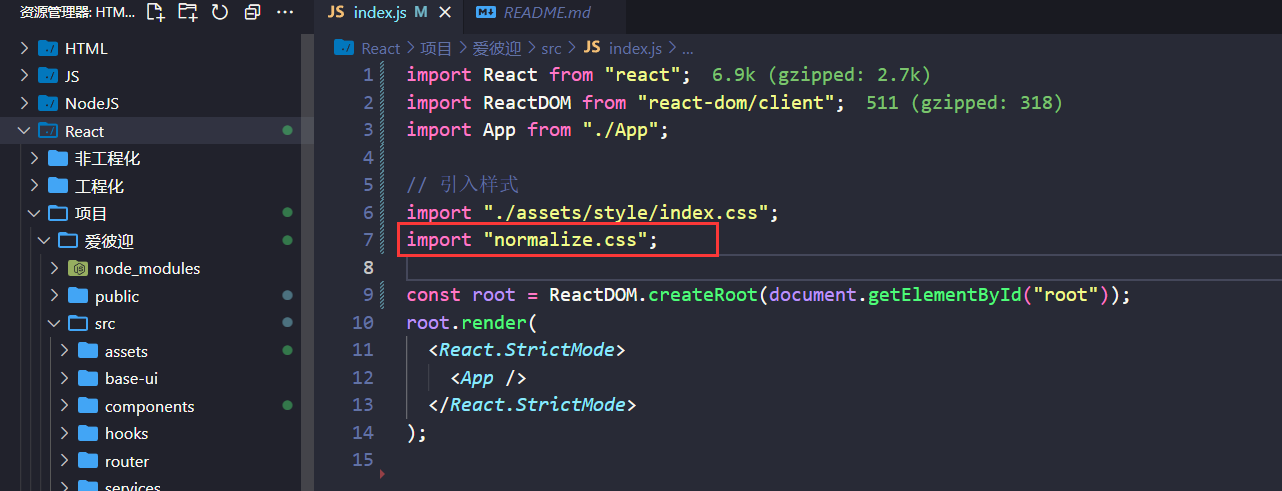 资源管理器: HTM...
JS index.js M
README.md
HTML
JS
NodeJS
React
非工程化
工程化
项目
爱彼迎
node_modules
public
src
assets
base-ui
components
hooks
router
services
React > 项目 > 爱彼迎 > src > JS index.js > ...
1 import React from "react"; 6.9k (gzipped: 2.7k)
2 import ReactDOM from "react-dom/client"; 511 (gzipped: 318)
3 import App from "./App";
4
5 // 引入样式
6 import "./assets/style/index.css";
7 import "normalize.css";
8
9 const root = ReactDOM.createRoot(document.getElementById("root"));
10 root.render(
11 <React.StrictMode>
12 <App />
13 </React.StrictMode>
14 );
15